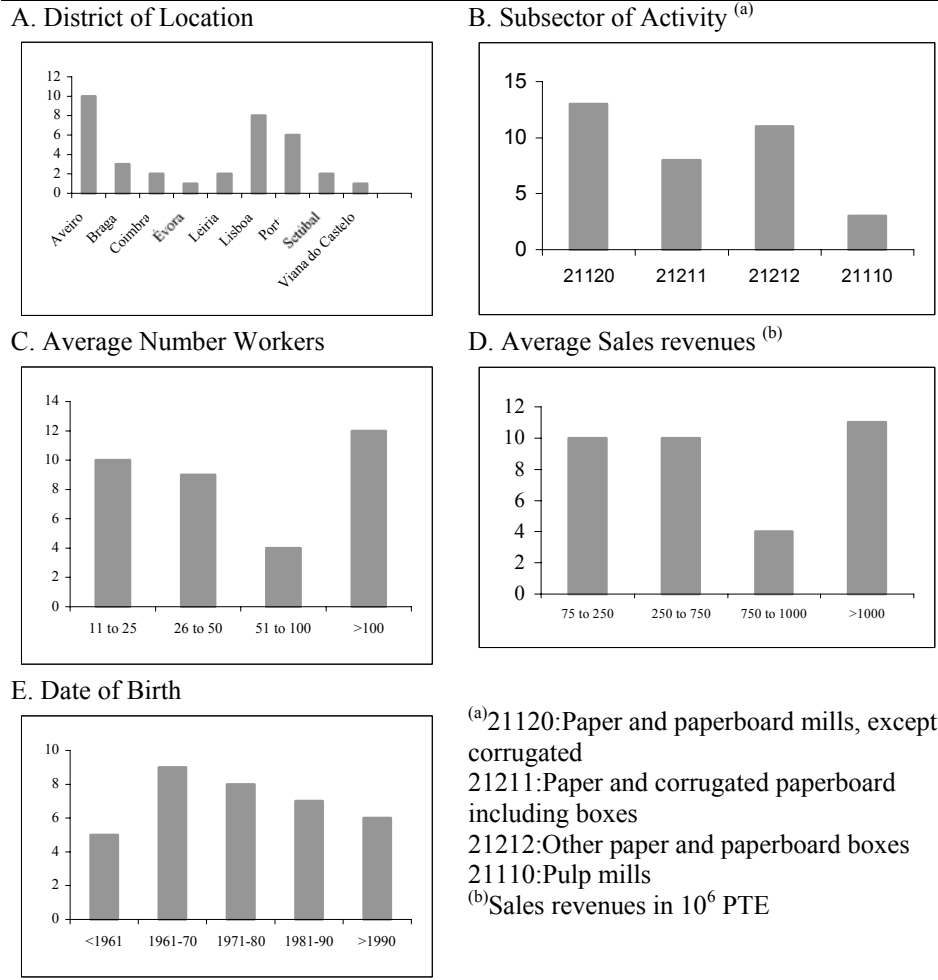 A. District of Location
12
10
8
6
4
2
0
Aveiro
Braga
Coimbra
Évora
Leiria
Lisboa
Port
Setúbal
Viana do Castelo
B. Subsector of Activity (a)
15
10
5
0
21120 21211 21212 21110
C. Average Number Workers
14
12
10
8
6
4
2
0
11 to 25 26 to 50 51 to 100 >100
D. Average Sales revenues (b)
12
10
8
6
4
2
0
75 to 250 250 to 750 750 to 1000 >1000
E. Date of Birth
10
8
6
4
2
0
<1961 1961-70 1971-80 1981-90 >1990
(a)21120:Paper and paperboard mills, except
corrugated
21211:Paper and corrugated paperboard
including boxes
21212:Other paper and paperboard boxes
21110:Pulp mills
(b)Sales revenues in 10⁶ PTE